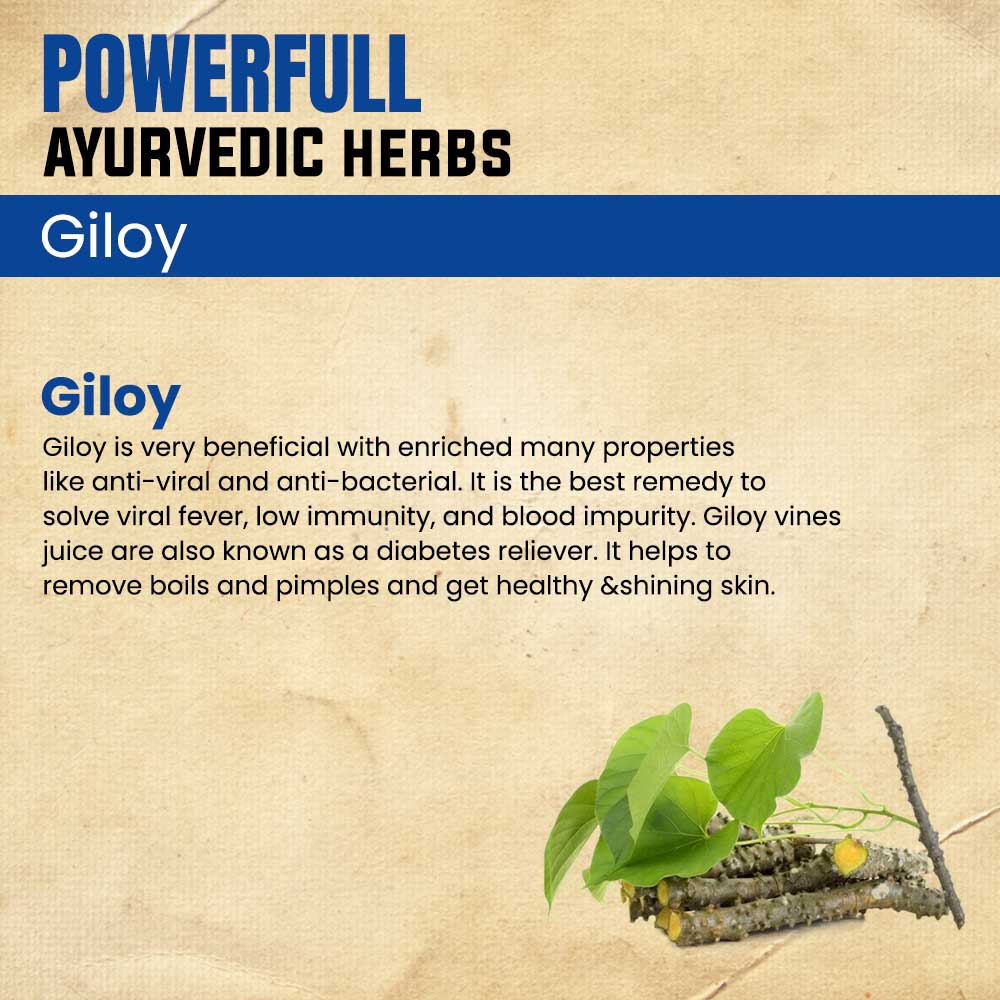 POWERFULL
AYURVEDIC HERBS
Giloy
Giloy
Giloy is very beneficial with enriched many properties
like anti-viral and anti-bacterial. It is the best remedy to
solve viral fever, low immunity, and blood impurity. Giloy vines
juice are also known as a diabetes reliever. It helps to
remove boils and pimples and get healthy &shining skin.